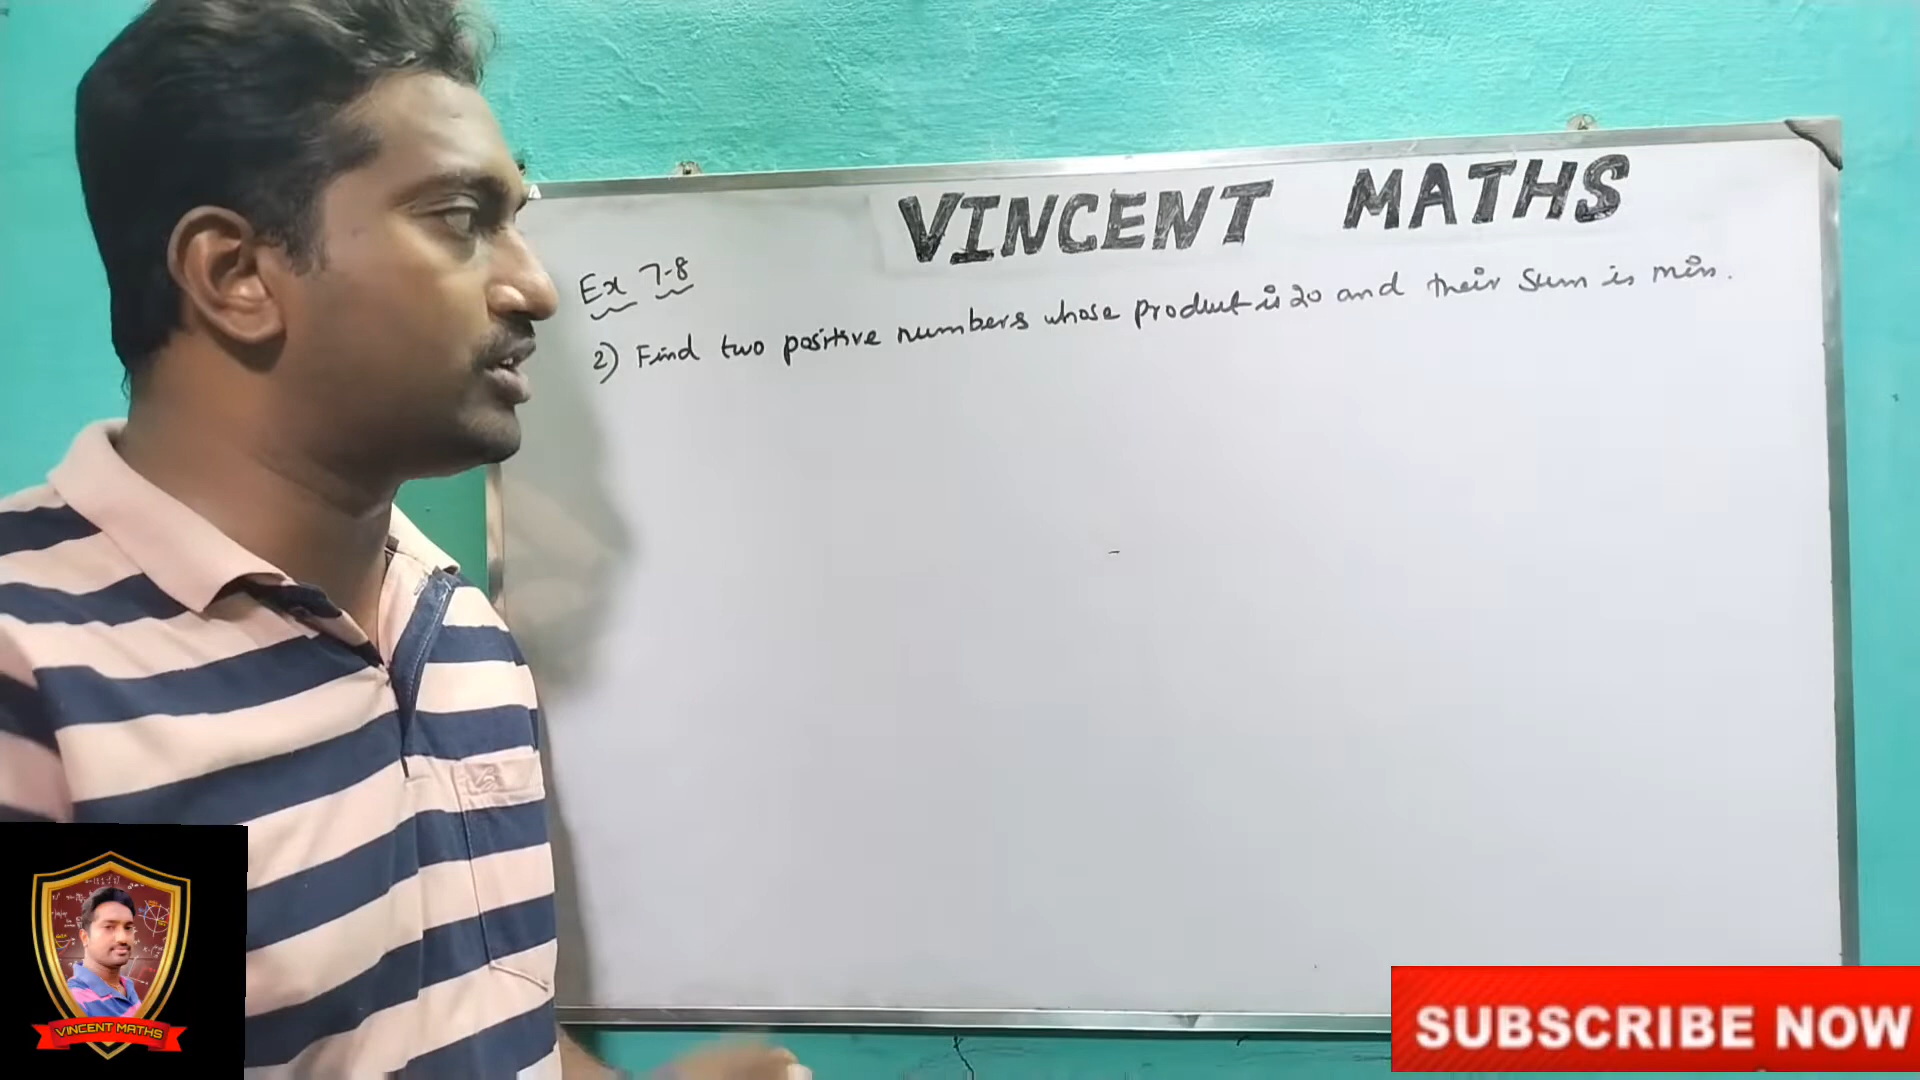 VINCENT MATHS
Ex 7-8
2) Find two positive numbers whose product is 20 and their sum is min.
VINCENT MATHS
SUBSCRIBE NOW